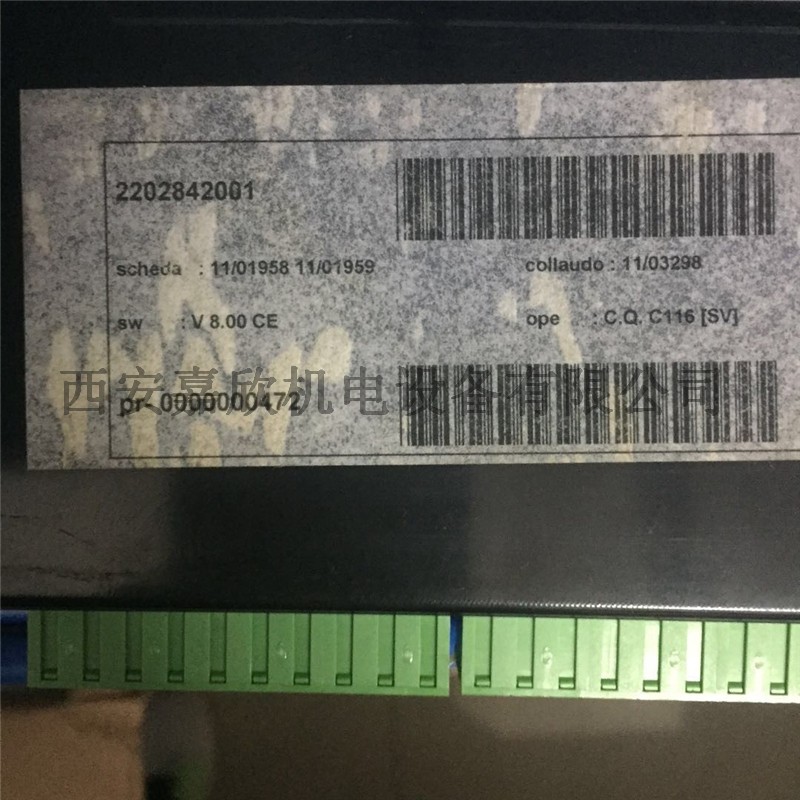 2202842001
scheda : 11/01958 11/01959
collaudo : 11/03298
sw : V 8.00 CE
ope : C.Q. C116 [SV]
西安嘉欣机电设备有限公司
pr- 0000000472